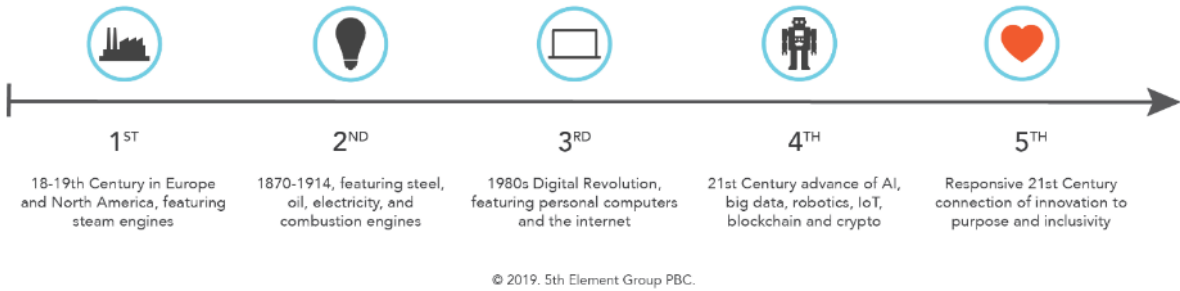 1ST
2ND
3RD
4TH
5TH
18-19th Century in Europe
and North America, featuring
steam engines
1870-1914, featuring steel,
oil, electricity, and
combustion engines
1980s Digital Revolution,
featuring personal computers
and the internet
21st Century advance of AI,
big data, robotics, IoT,
blockchain and crypto
Responsive 21st Century
connection of innovation to
purpose and inclusivity
© 2019. 5th Element Group PBC.